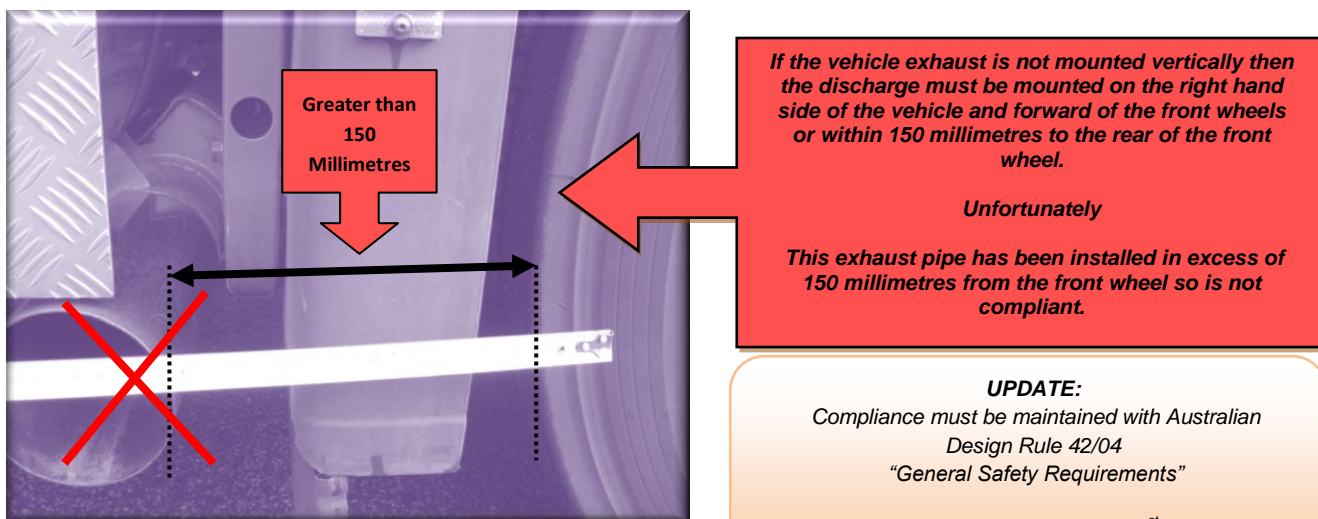 Greater than
150
Millimetres
If the vehicle exhaust is not mounted vertically then
the discharge must be mounted on the right hand
side of the vehicle and forward of the front wheels
or within 150 millimetres to the rear of the front
wheel.
Unfortunately
This exhaust pipe has been installed in excess of
150 millimetres from the front wheel so is not
compliant.
UPDATE:
Compliance must be maintained with Australian
Design Rule 42/04
“General Safety Requirements”